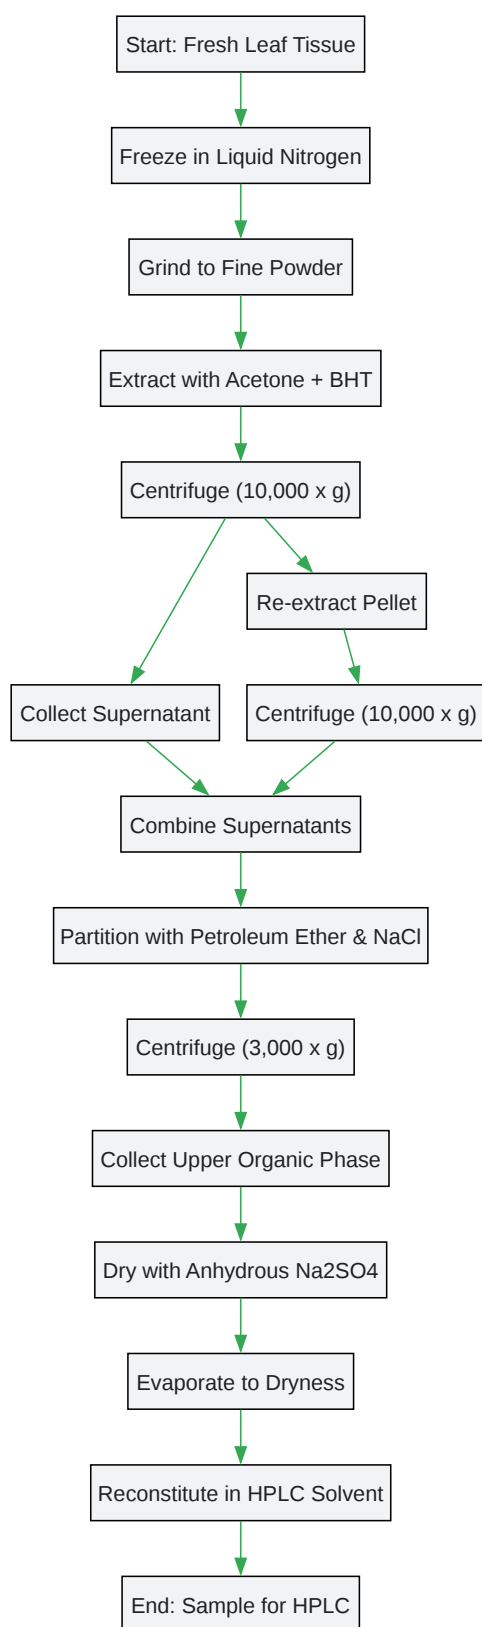 Start: Fresh Leaf Tissue
Freeze in Liquid Nitrogen
Grind to Fine Powder
Extract with Acetone + BHT
Centrifuge (10,000 x g)
Re-extract Pellet
Collect Supernatant
Centrifuge (10,000 x g)
Combine Supernatants
Partition with Petroleum Ether & NaCl
Centrifuge (3,000 x g)
Collect Upper Organic Phase
Dry with Anhydrous Na2SO4
Evaporate to Dryness
Reconstitute in HPLC Solvent
End: Sample for HPLC